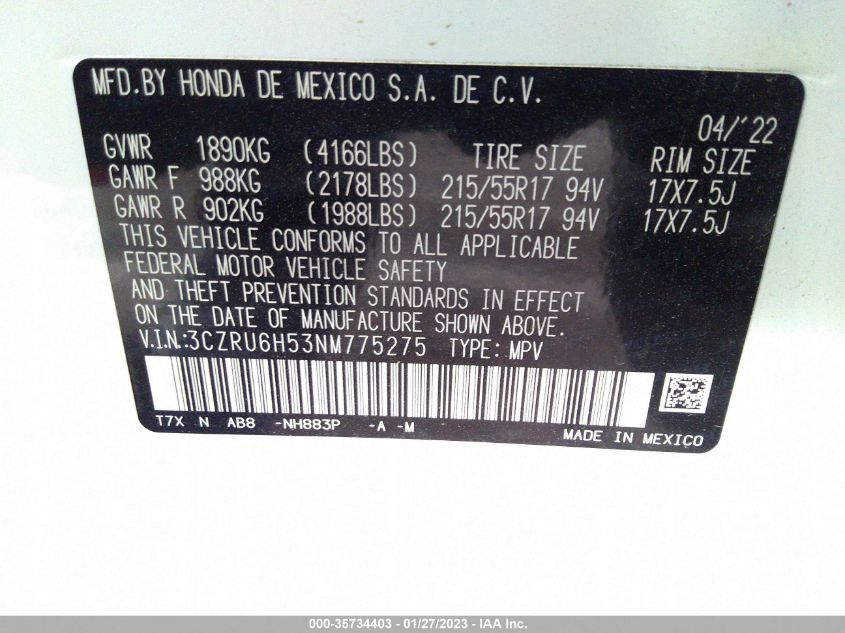 MFD.BY HONDA DE MEXICO S.A. DE C.V.
04/'22
GVWR 1890KG (4166LBS) TIRE SIZE RIM SIZE
GAWR F 988KG (2178LBS) 215/55R17 94V 17X7.5J
GAWR R 902KG (1988LBS) 215/55R17 94V 17X7.5J
THIS VEHICLE CONFORMS TO ALL APPLICABLE
FEDERAL MOTOR VEHICLE SAFETY
AND THEFT PREVENTION STANDARDS IN EFFECT
ON THE DATE OF MANUFACTURE SHOWN ABOVE.
V.I.N.:3CZRU6H53NM775275 TYPE: MPV
T7X N AB8 -NH883P -A -M
MADE IN MEXICO
000-35734403 - 01/27/2023 - IAA, Inc.